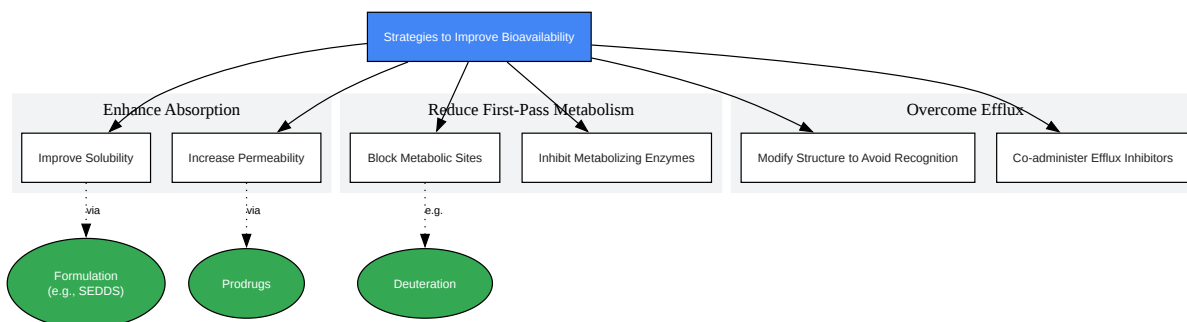 Strategies to Improve Bioavailability
Enhance Absorption
Reduce First-Pass Metabolism
Overcome Efflux
Improve Solubility
Increase Permeability
Block Metabolic Sites
Inhibit Metabolizing Enzymes
Modify Structure to Avoid Recognition
Co-administer Efflux Inhibitors
via
via
e.g.
Formulation
(e.g., SEDDS)
Prodrugs
Deuteration